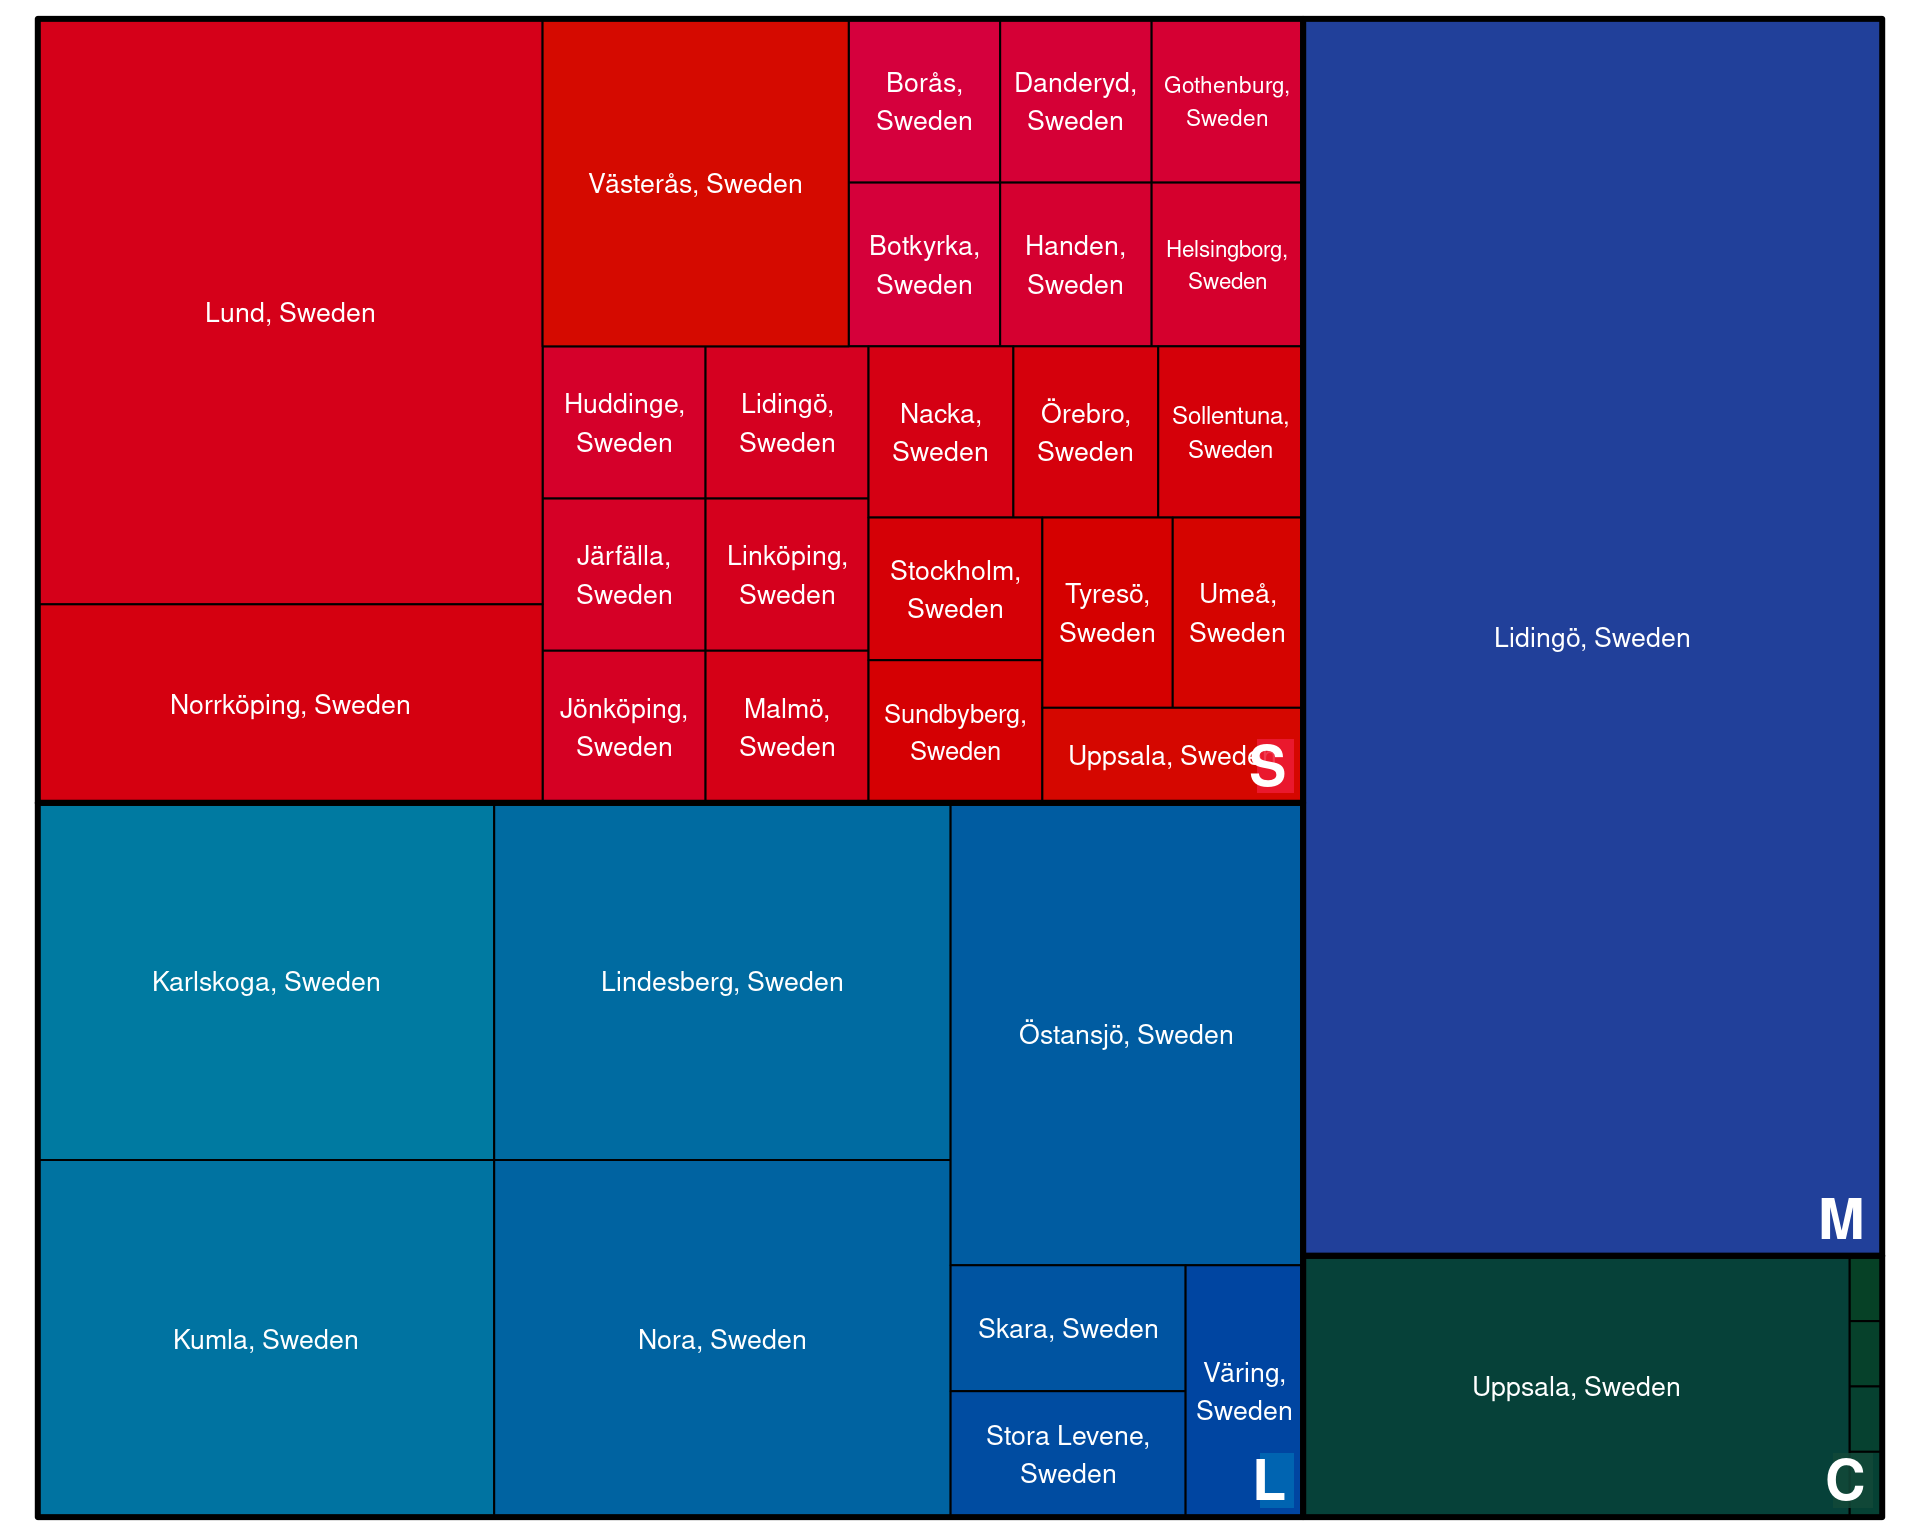 Lund, Sweden
Norrköping, Sweden
Västerås, Sweden
Borås,
Sweden
Danderyd,
Sweden
Gothenburg,
Sweden
Botkyrka,
Sweden
Handen,
Sweden
Helsingborg,
Sweden
Huddinge,
Sweden
Lidingö,
Sweden
Järfälla,
Sweden
Linköping,
Sweden
Jönköping,
Sweden
Malmö,
Sweden
Nacka,
Sweden
Örebro,
Sweden
Sollentuna,
Sweden
Stockholm,
Sweden
Sundbyberg,
Sweden
Tyresö,
Sweden
Umeå,
Sweden
Uppsala, Swede
S
Karlskoga, Sweden
Kumla, Sweden
Lindesberg, Sweden
Nora, Sweden
Östansjö, Sweden
Skara, Sweden
Stora Levene,
Sweden
Väring,
Sweden
L
Lidingö, Sweden
M
Uppsala, Sweden
C